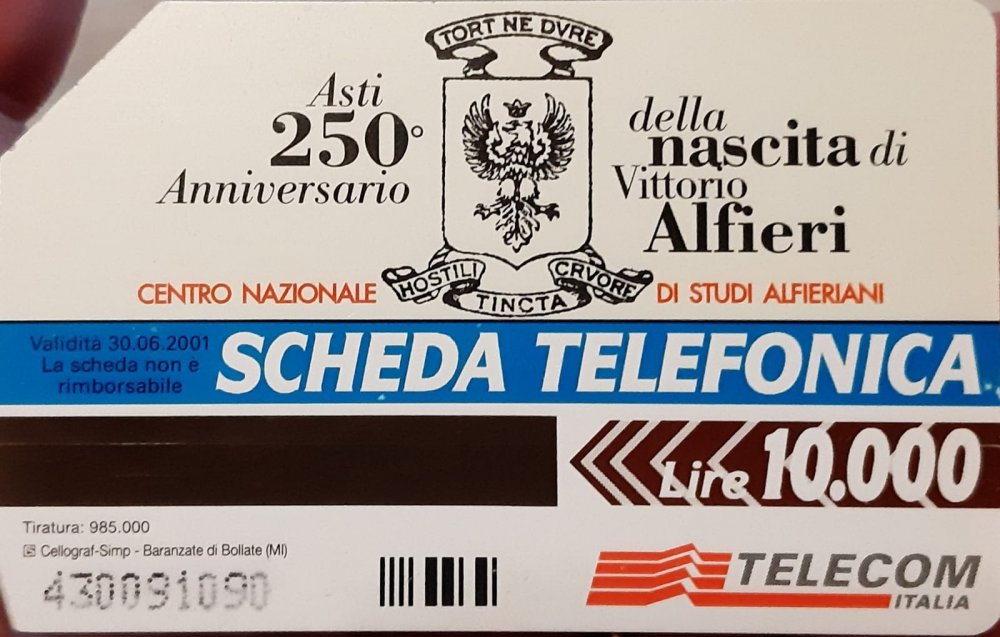 TORT NE DVRE
Asti
250°
Anniversario
della
nascita di
Vittorio
Alfieri
HOSTILI
TINCTA
CRVORE
CENTRO NAZIONALE
DI STUDI ALFIERIANI
Validità 30.06.2001
La scheda non è
rimborsabile
SCHEDA TELEFONICA
Lire 10.000
Tiratura: 985.000
Cellograf-Simp - Baranzate di Bollate (MI)
430091090
TELECOM
ITALIA